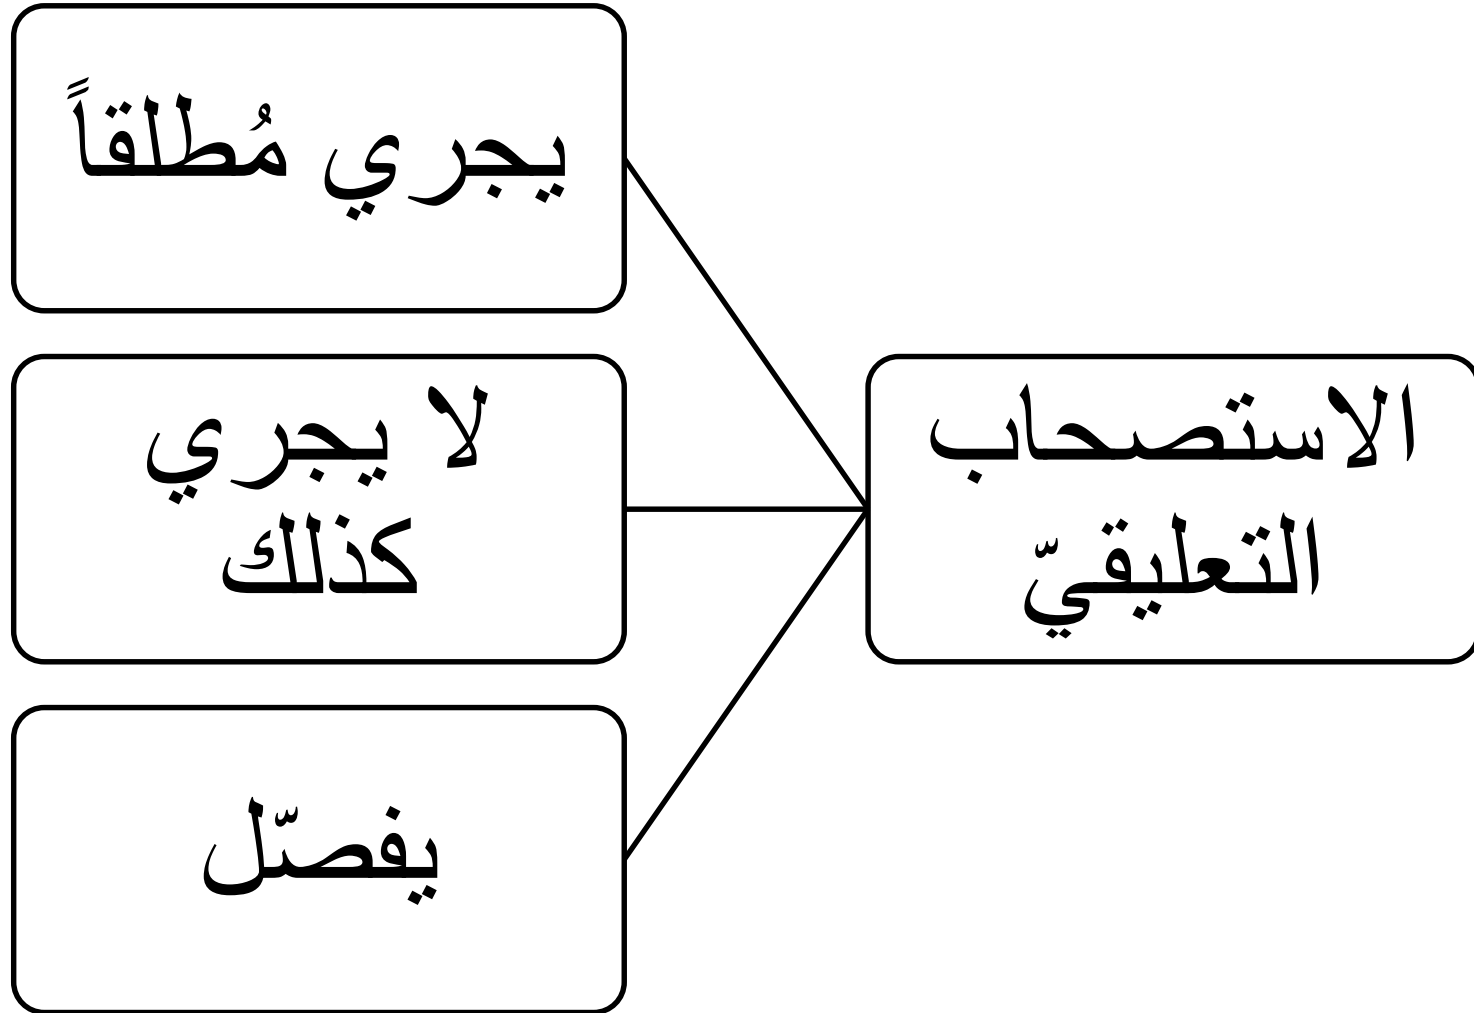 الاستصحاب
التعليقيّ
يجري مُطلقاً
لا يجري
كذلك
يفصّل